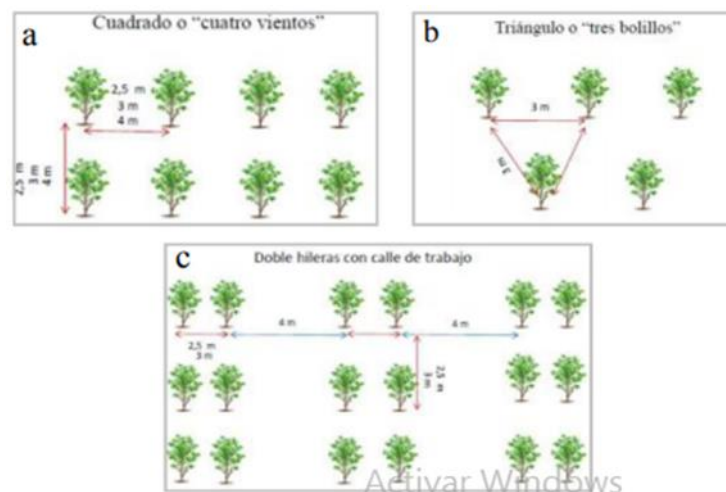 a
Cuadrado o “cuatro vientos”
2,5 m
3 m
4 m
2,5 m
3 m
4 m
b
Triángulo o “tres bolillos”
3 m
3 m
c
Doble hileras con calle de trabajo
4 m
4 m
2,5 m
3 m
2,5 m
3 m
Activar Windows